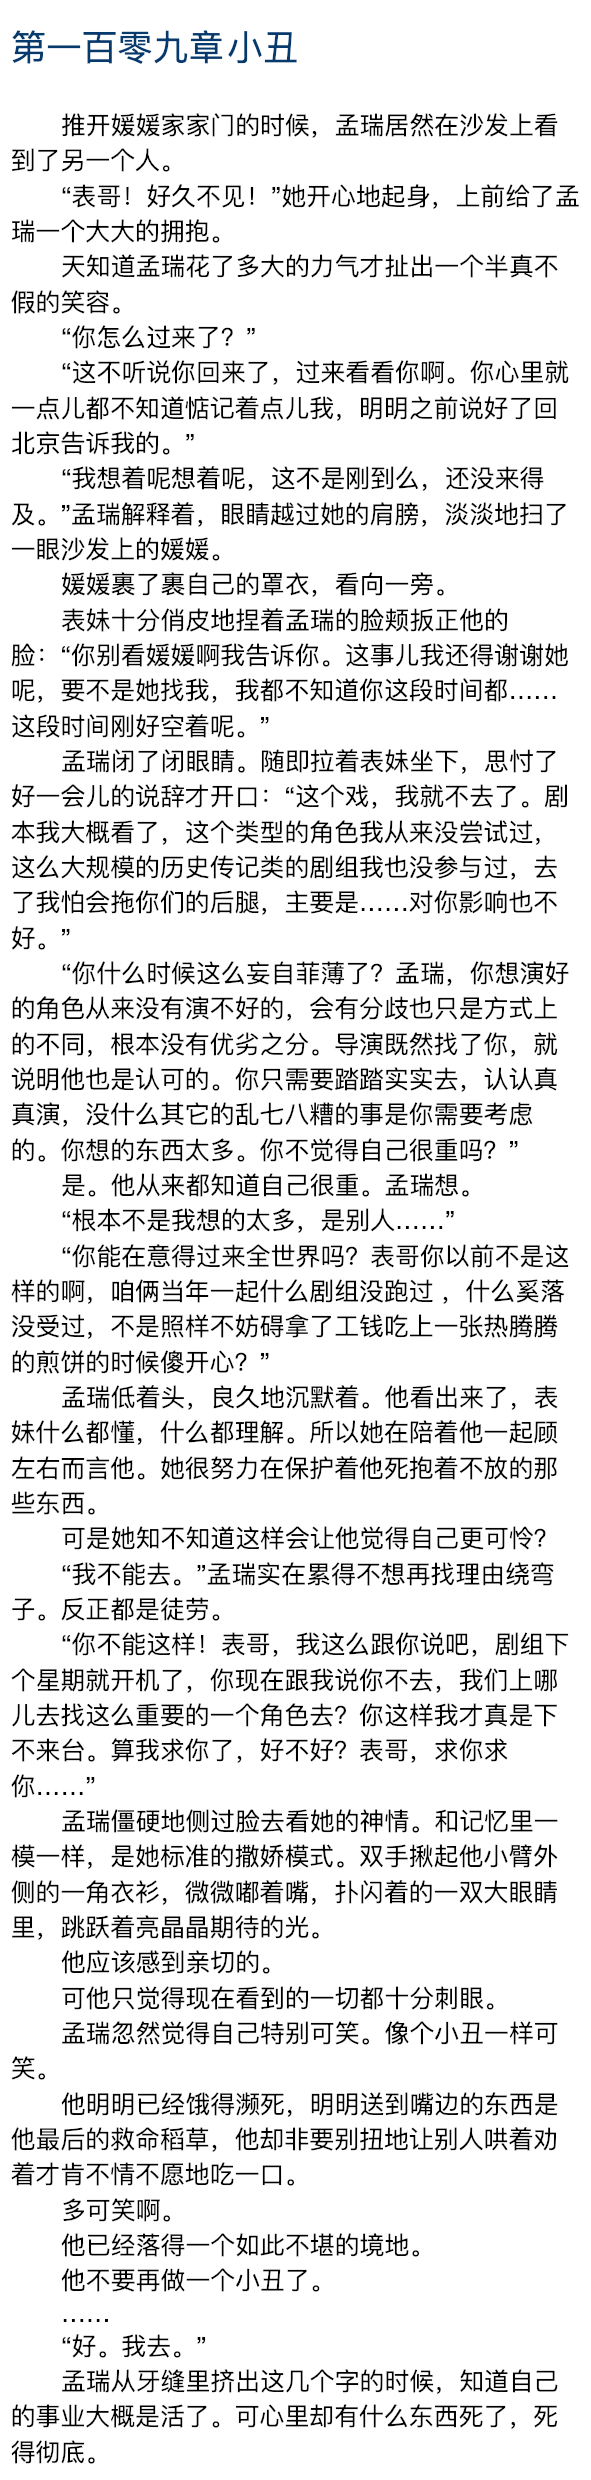 第一百零九章 小丑
推开媛媛家家门的时候，孟瑞居然在沙发上看
到了另一个人。
“表哥！好久不见！”她开心地起身，上前给了孟
瑞一个大大的拥抱。
天知道孟瑞花了多大的力气才扯出一个半真不
假的笑容。
“你怎么过来了？”
“这不听说你回来了，过来看看你啊。你心里就
一点儿都不知道惦记着点儿我，明明之前说好了回
北京告诉我的。”
“我想着呢想着呢，这不是刚到么，还没来得
及。”孟瑞解释着，眼睛越过她的肩膀，淡淡地扫了
一眼沙发上的媛媛。
媛媛裹了裹自己的罩衣，看向一旁。
表妹十分俏皮地捏着孟瑞的脸颊扳正他的
脸：“你别看媛媛啊我告诉你。这事儿我还得谢谢她
呢，要不是她找我，我都不知道你这段时间都……
这段时间刚好空着呢。”
孟瑞闭了闭眼睛。随即拉着表妹坐下，思忖了
好一会儿的说辞才开口：“这个戏，我就不去了。剧
本我大概看了，这个类型的角色我从来没尝试过，
这么大规模的历史传记类的剧组我也没参与过，去
了我怕会拖你们的后腿，主要是……对你影响也不
好。”
“你什么时候这么妄自菲薄了？孟瑞，你想演好
的角色从来没有演不好的，会有分歧也只是方式上
的不同，根本没有优劣之分。导演既然找了你，就
说明他也是认可的。你只需要踏踏实实去，认认真
真演，没什么其它的乱七八糟的事是你需要考虑
的。你想的东西太多。你不觉得自己很重吗？”
是。他从来都知道自己很重。孟瑞想。
“根本不是我想的太多，是别人……”
“你能在意得过来全世界吗？表哥你以前不是这
样的啊，咱俩当年一起什么剧组没跑过 ，什么奚落
没受过，不是照样不妨碍拿了工钱吃上一张热腾腾
的煎饼的时候傻开心？”
孟瑞低着头，良久地沉默着。他看出来了，表
妹什么都懂，什么都理解。所以她在陪着他一起顾
左右而言他。她很努力在保护着他死抱着不放的那
些东西。
可是她知不知道这样会让他觉得自己更可怜？
“我不能去。”孟瑞实在累得不想再找理由绕弯
子。反正都是徒劳。
“你不能这样！表哥，我这么跟你说吧，剧组下
个星期就开机了，你现在跟我说你不去，我们上哪
儿去找这么重要的一个角色去？你这样我才真是下
不来台。算我求你了，好不好？表哥，求你求
你……”
孟瑞僵硬地侧过脸去看她的神情。和记忆里一
模一样，是她标准的撒娇模式。双手揪起他小臂外
侧的一角衣衫，微微嘟着嘴，扑闪着的一双大眼睛
里，跳跃着亮晶晶期待的光。
他应该感到亲切的。
可他只觉得现在看到的一切都十分刺眼。
孟瑞忽然觉得自己特别可笑。像个小丑一样可
笑。
他明明已经饿得濒死，明明送到嘴边的东西是
他最后的救命稻草，他却非要别扭地让别人哄着劝
着才肯不情不愿地吃一口。
多可笑啊。
他已经落得一个如此不堪的境地。
他不要再做一个小丑了。
……
“好。我去。”
孟瑞从牙缝里挤出这几个字的时候，知道自己
的事业大概是活了。可心里却有什么东西死了，死
得彻底。